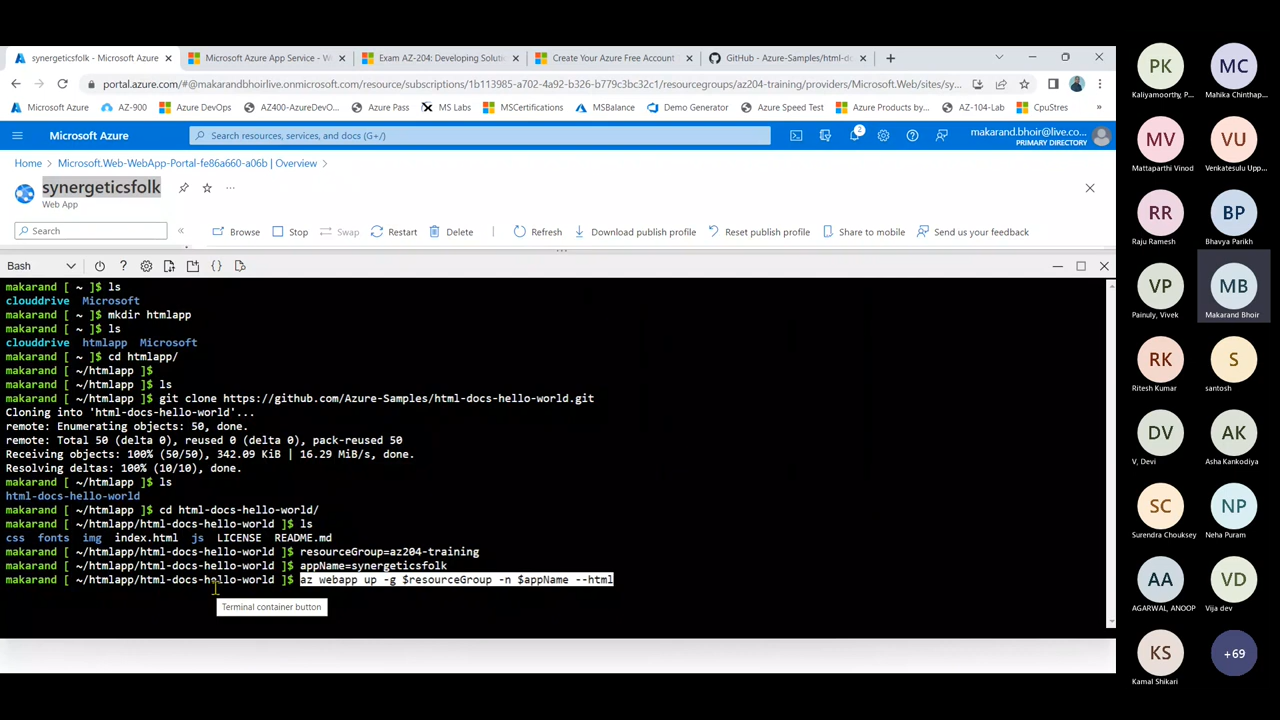 synergeticsfolk - Microsoft Azure
Microsoft Azure App Service - W
Exam AZ-204: Developing Soluti
Create Your Azure Free Account
GitHub - Azure-Samples/html-d
portal.azure.com/#@makarandbhoirlive.onmicrosoft.com/resource/subscriptions/1b113985-a702-4a92-b326-b779c3bc32c1/resourcegroups/az204-training/providers/Microsoft.Web/sites/sy...
Microsoft Azure
AZ-900
Azure DevOps
AZ400-AzureDevO...
Azure Pass
MS Labs
MSCertifications
MSBalance
Demo Generator
Azure Speed Test
Azure Products by...
AZ-104-Lab
CpuStres
»
Microsoft Azure
Search resources, services, and docs (G+/)
2
makarand.bhoir@live.co...
PRIMARY DIRECTORY
Home > Microsoft.Web-WebApp-Portal-fe86a660-a06b | Overview >
synergeticsfolk
...
Web App
Search
«
Browse
Stop
Swap
Restart
Delete
Refresh
Download publish profile
Reset publish profile
Share to mobile
Send us your feedback
Bash
makarand [ ~ ]$ ls
clouddrive Microsoft
makarand [ ~ ]$ mkdir htmlapp
makarand [ ~ ]$ ls
clouddrive htmlapp Microsoft
makarand [ ~ ]$ cd htmlapp/
makarand [ ~/htmlapp ]$
makarand [ ~/htmlapp ]$ ls
makarand [ ~/htmlapp ]$ git clone https://github.com/Azure-Samples/html-docs-hello-world.git
Cloning into 'html-docs-hello-world'...
remote: Enumerating objects: 50, done.
remote: Total 50 (delta 0), reused 0 (delta 0), pack-reused 50
Receiving objects: 100% (50/50), 342.09 KiB | 16.29 MiB/s, done.
Resolving deltas: 100% (10/10), done.
makarand [ ~/htmlapp ]$ ls
html-docs-hello-world
makarand [ ~/htmlapp ]$ cd html-docs-hello-world/
makarand [ ~/htmlapp/html-docs-hello-world ]$ ls
css fonts img index.html js LICENSE README.md
makarand [ ~/htmlapp/html-docs-hello-world ]$ resourceGroup=az204-training
makarand [ ~/htmlapp/html-docs-hello-world ]$ appName=synergeticsfolk
makarand [ ~/htmlapp/html-docs-hello-world ]$ az webapp up -g $resourceGroup -n $appName --html
Terminal container button
PK
Kaliyamoorthy, P...
MC
Mahika Chinthap...
MV
Mattaparthi Vinod
VU
Venkatesulu Upp...
RR
Raju Ramesh
BP
Bhavya Parikh
VP
Painuly, Vivek
MB
Makarand Bhoir
RK
Ritesh Kumar
S
santosh
DV
V, Devi
AK
Asha Kankodiya
SC
Surendra Chouksey
NP
Neha Puram
AA
AGARWAL, ANOOP
VD
Vija dev
KS
Kamal Shikari
+69